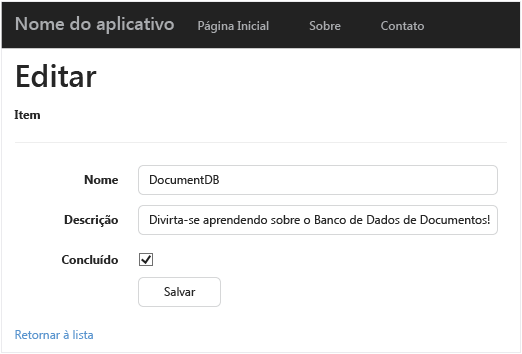 Nome do aplicativo Página Inicial Sobre Contato
Editar
Item
Nome DocumentDB
Descrição Divirta-se aprendendo sobre o Banco de Dados de Documentos!
Concluído
Salvar
Retornar à lista